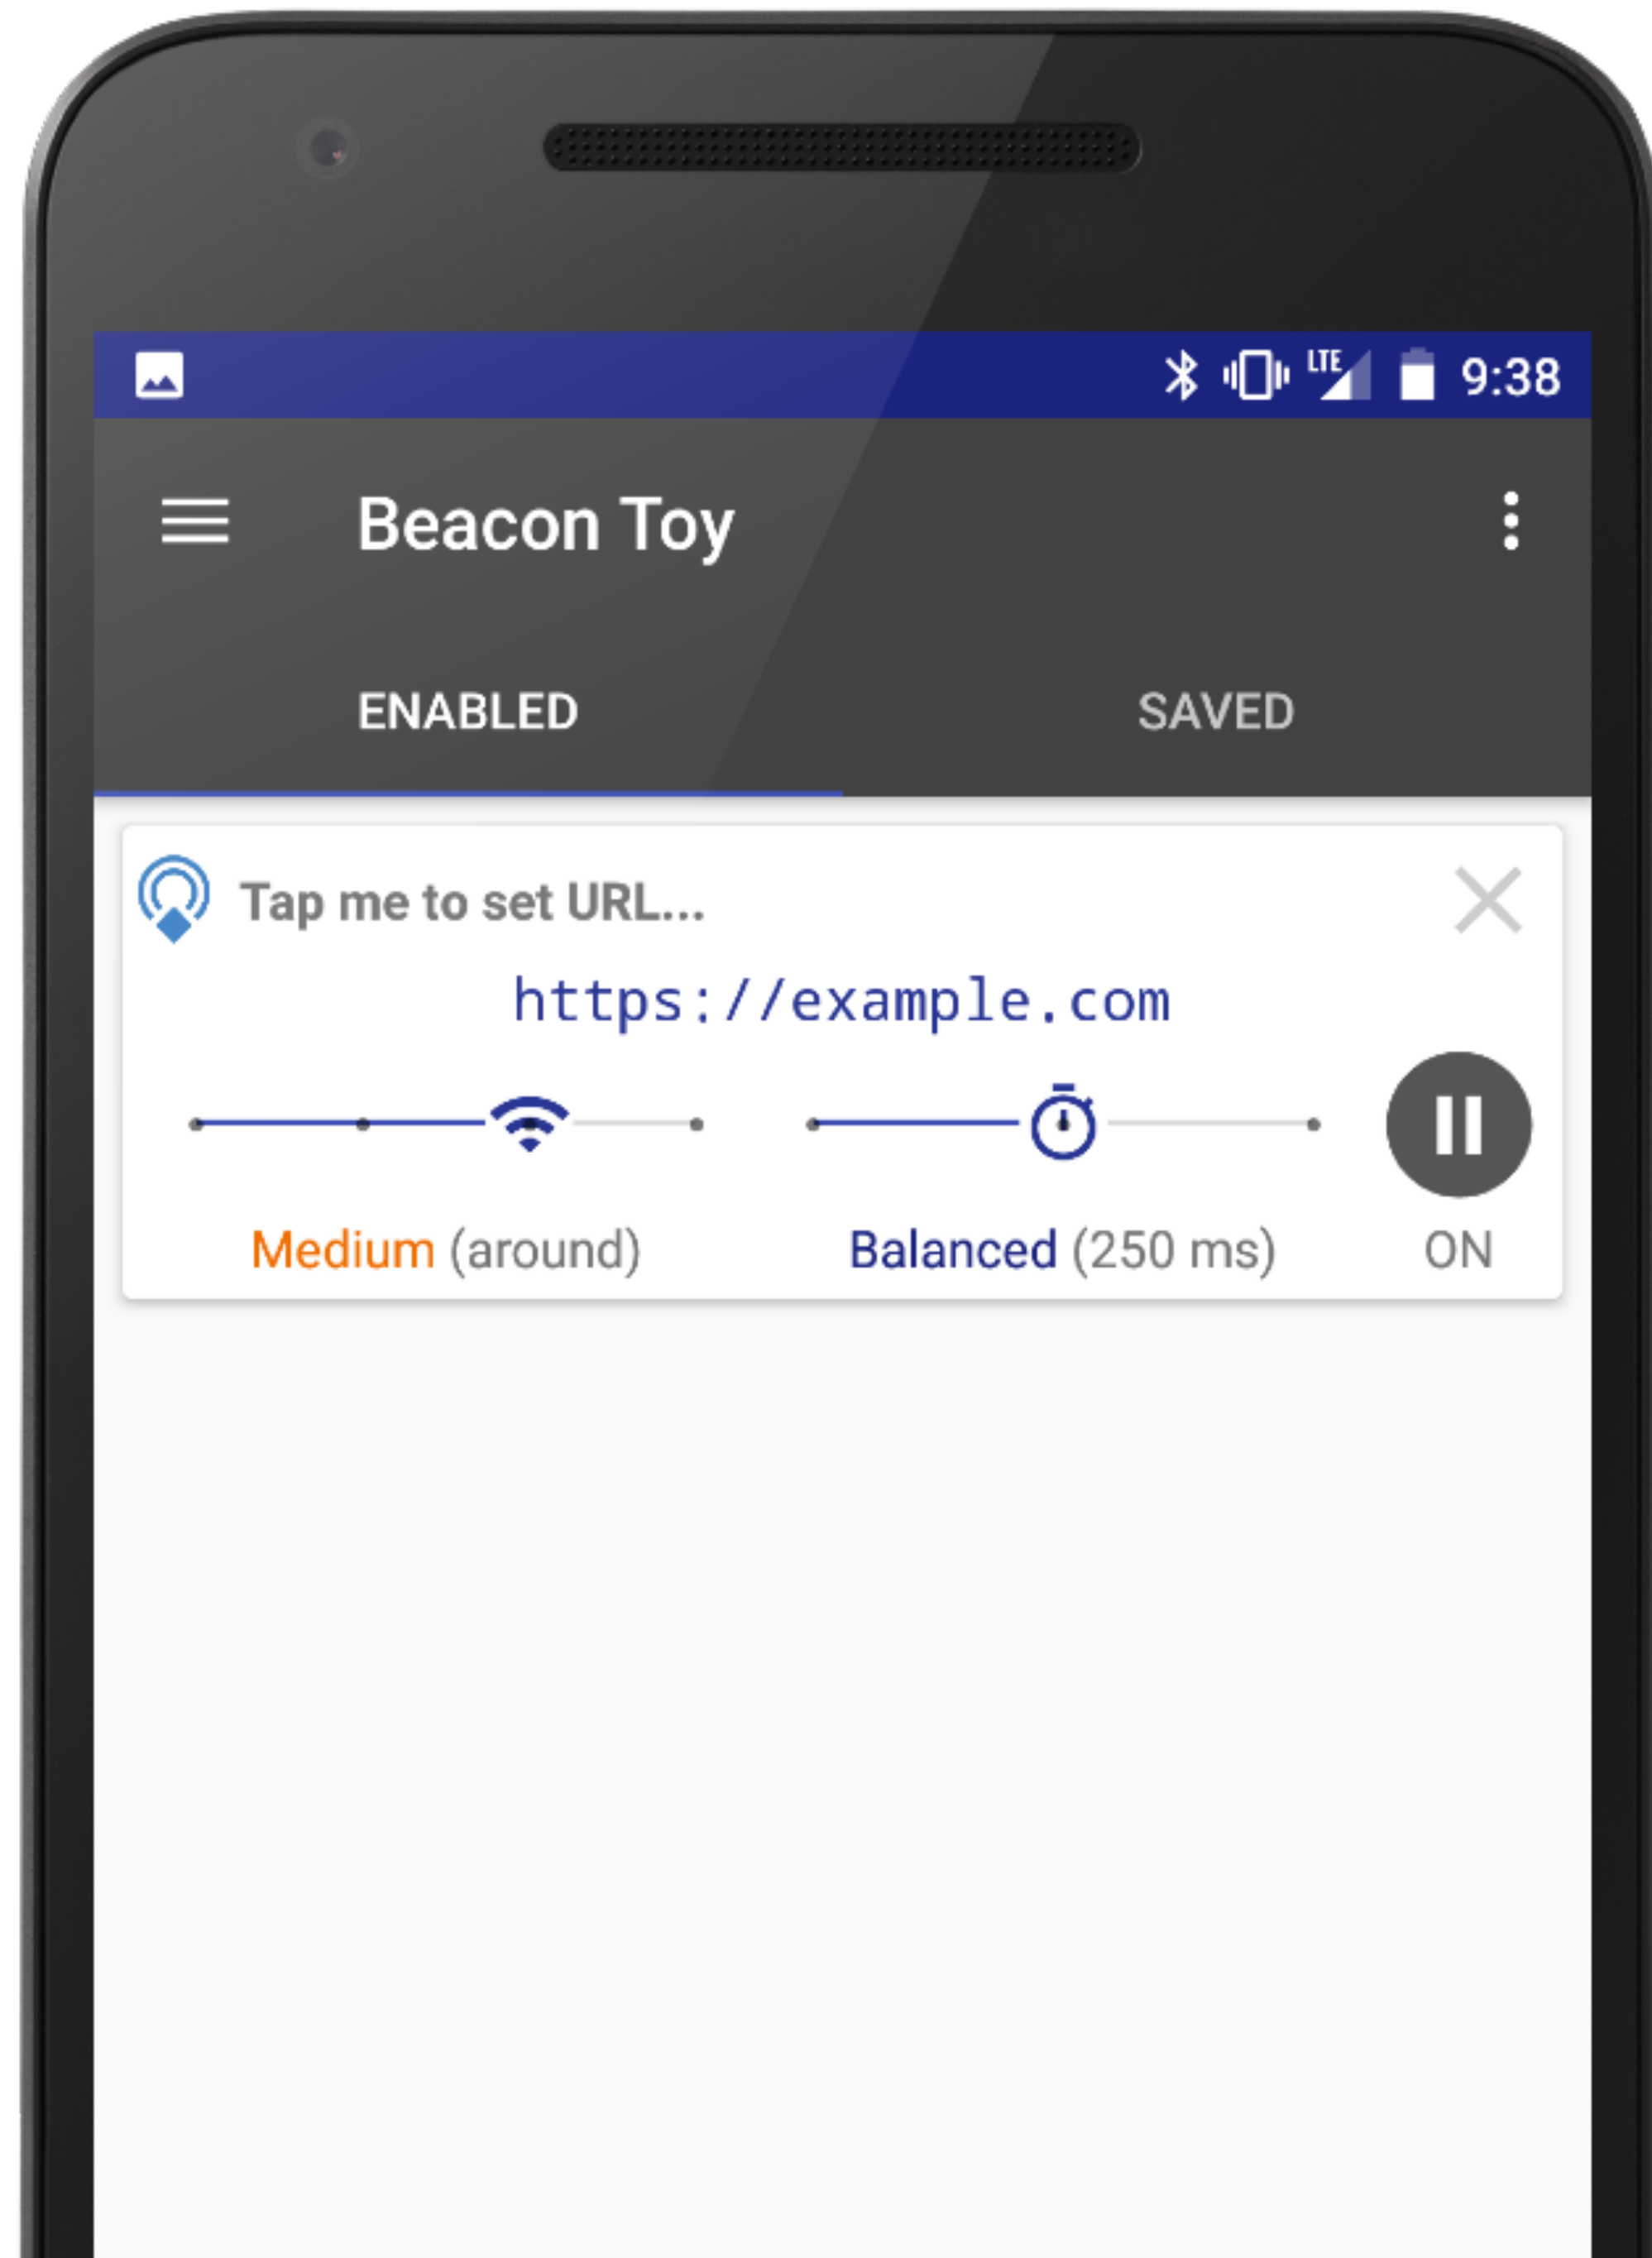 LTE 9:38
Beacon Toy
ENABLED SAVED
Tap me to set URL...
https://example.com
Medium (around) Balanced (250 ms) ON